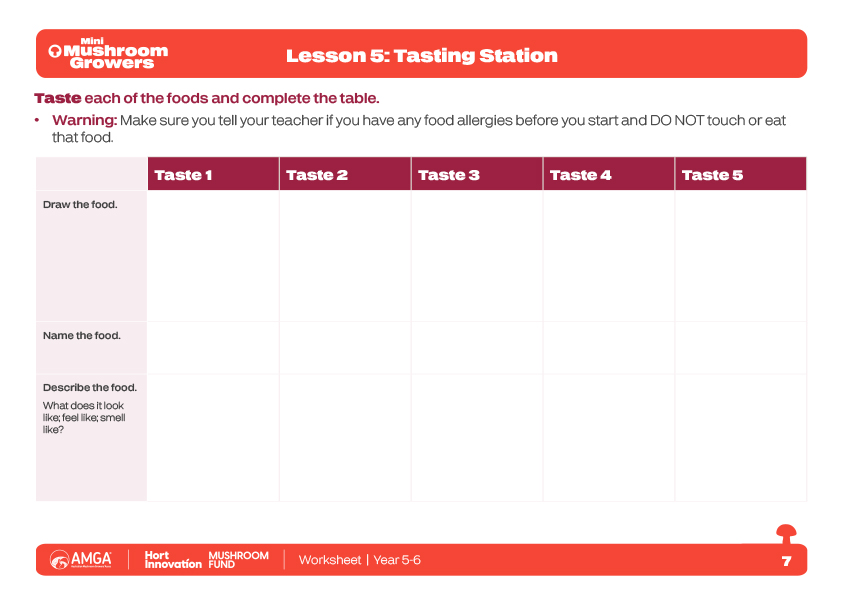 Mini
Mushroom
Growers
Lesson 5: Tasting Station
Taste each of the foods and complete the table.
• Warning: Make sure you tell your teacher if you have any food allergies before you start and DO NOT touch or eat
that food.
Taste 1 Taste 2 Taste 3 Taste 4 Taste 5
Draw the food.
Name the food.
Describe the food.
What does it look
like; feel like; smell
like?
AMGA
Hort
Innovation
MUSHROOM
FUND
Worksheet | Year 5-6
7